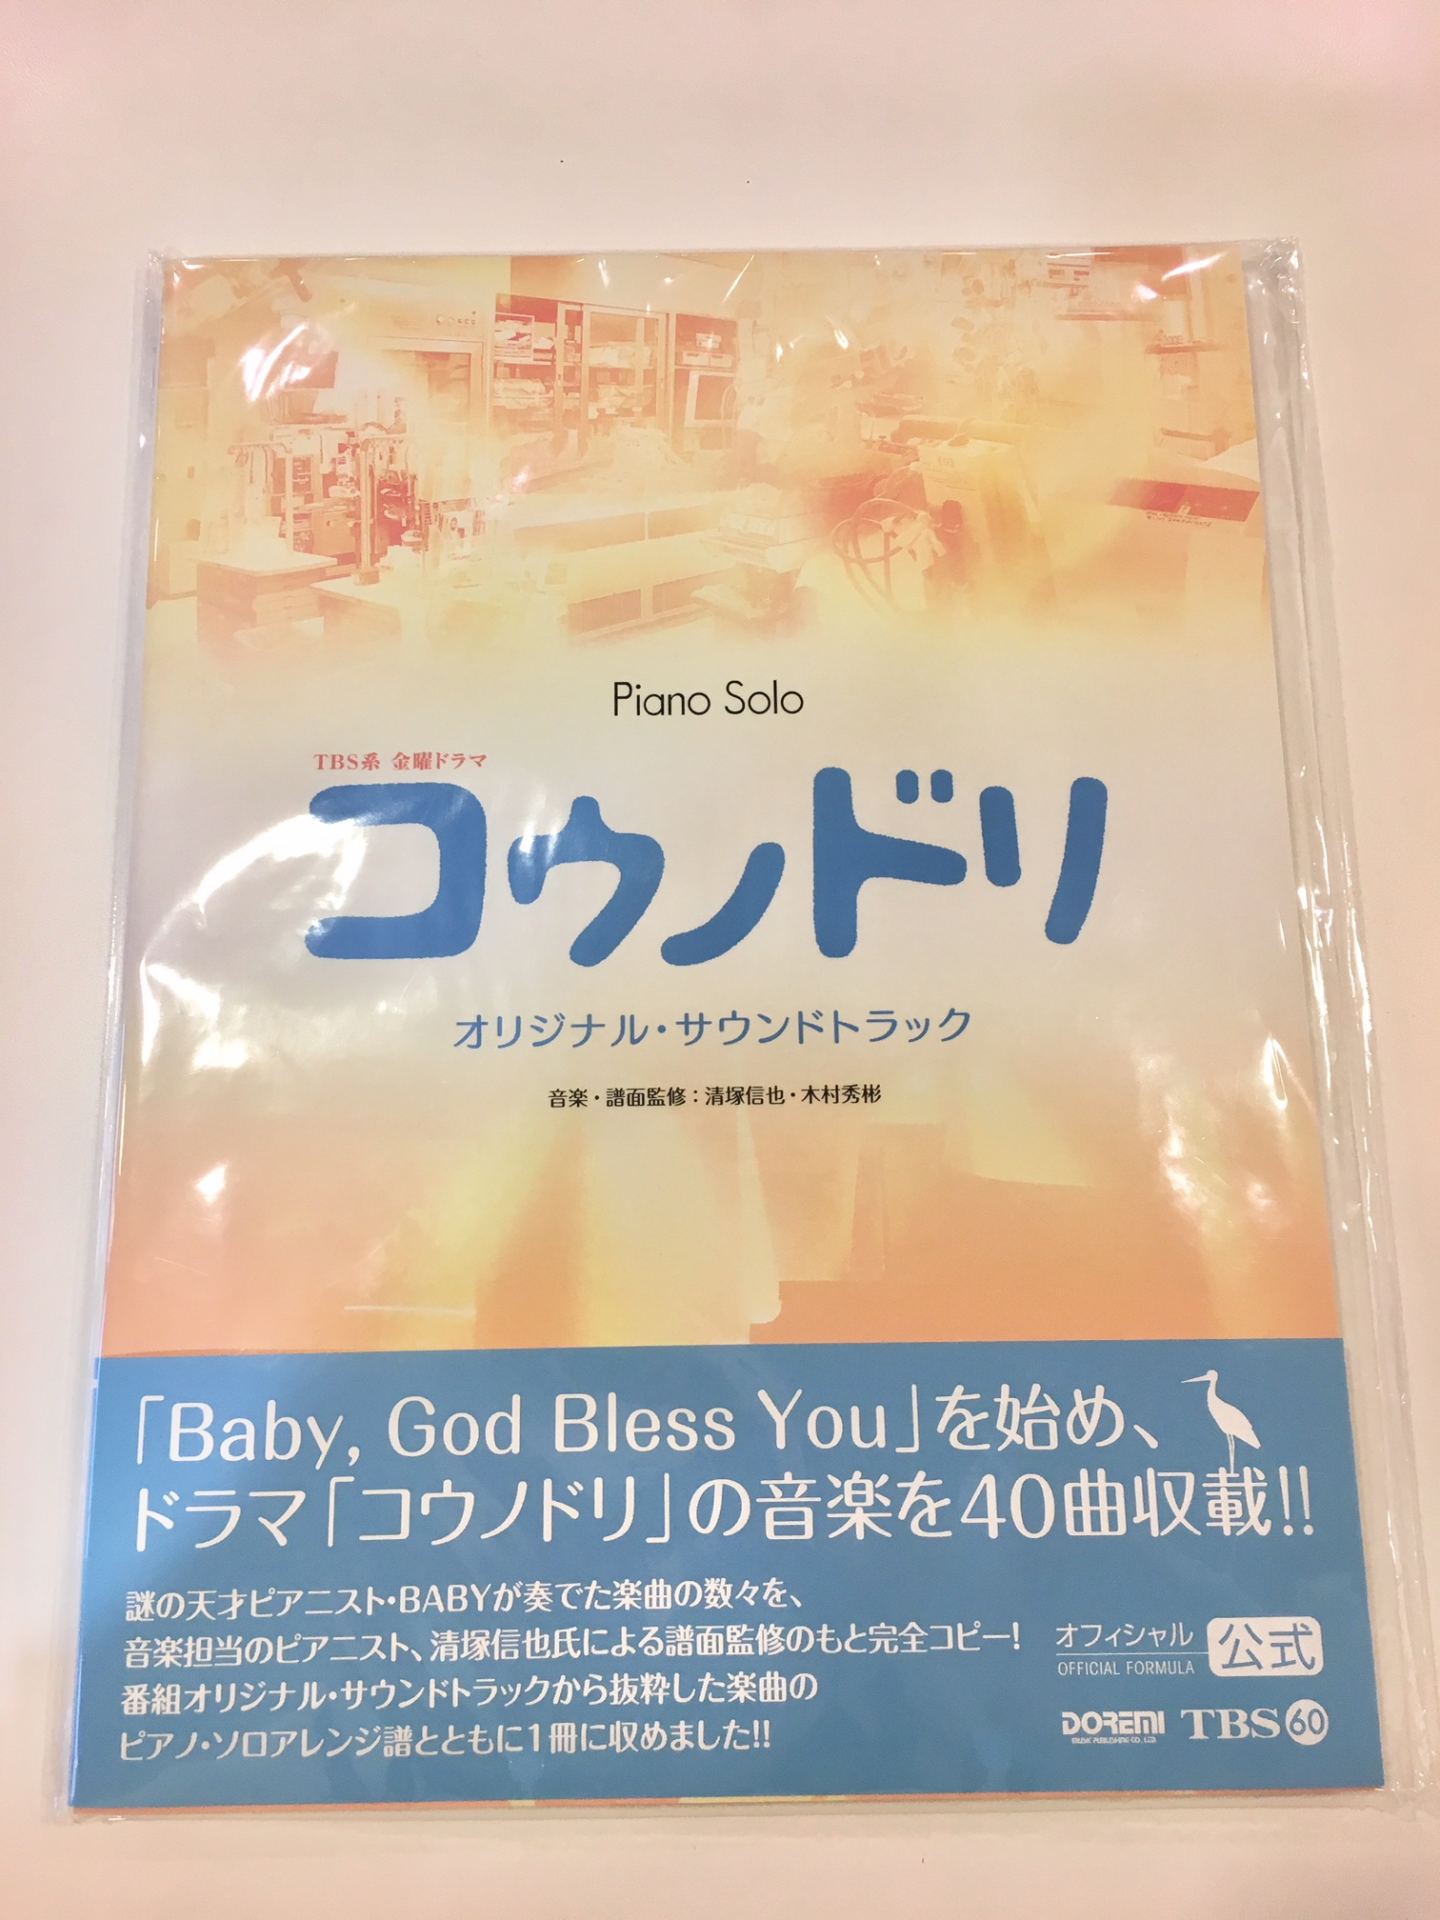 Piano Solo
TBS系 金曜ドラマ
コウノドリ
オリジナル・サウンドトラック
音楽・譜面監修：清塚信也・木村秀彬
「Baby, God Bless You」を始め、
ドラマ「コウノドリ」の音楽を40曲収載!!
謎の天才ピアニスト・BABYが奏でた楽曲の数々を、
音楽担当のピアニスト、清塚信也氏による譜面監修のもと完全コピー!
番組オリジナル・サウンドトラックから抜粋した楽曲の
ピアノ・ソロアレンジ譜とともに1冊に収めました!!
オフィシャル 公式
OFFICIAL FORMULA
DOREMI TBS60
MUSIC PUBLISHING CO., LTD.